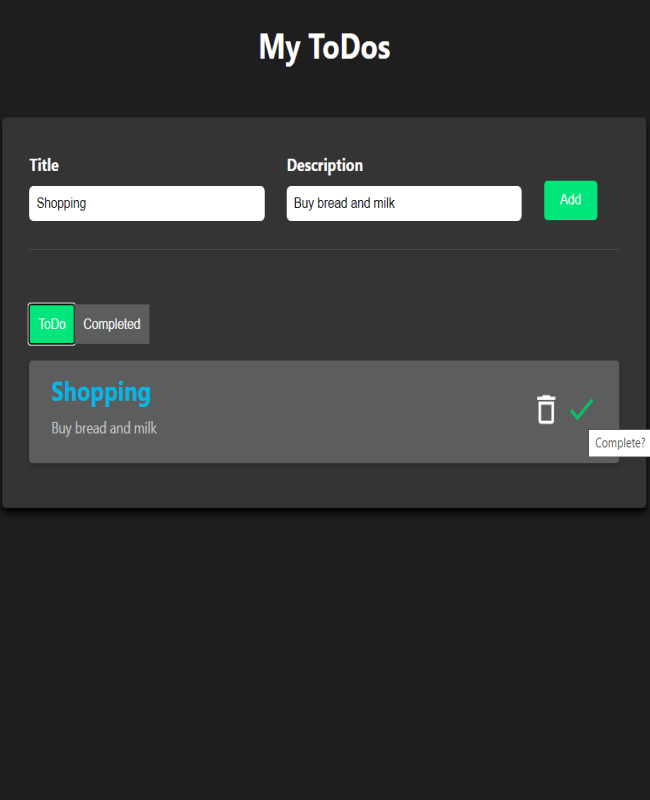 My ToDos
Title
Description
Shopping
Buy bread and milk
Add
ToDo
Completed
Shopping
Buy bread and milk
Complete?